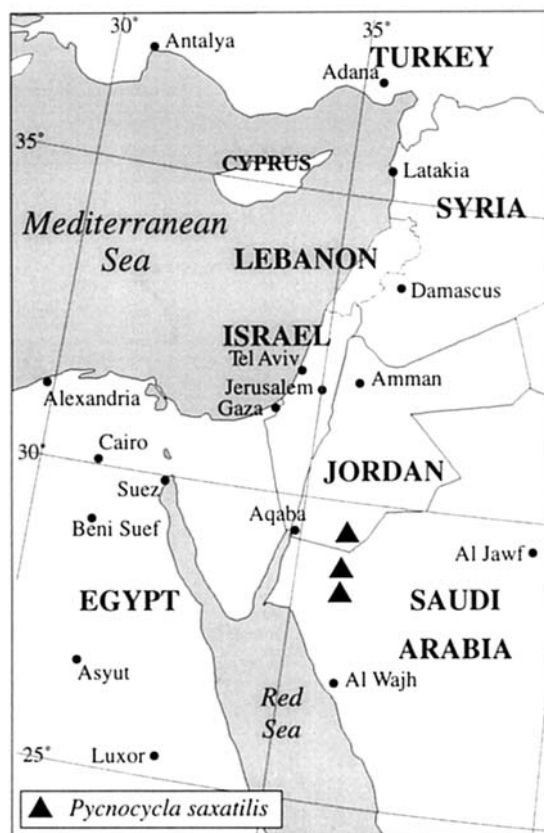 30°
35°
Antalya
TURKEY
Adana
35°
CYPRUS
Latakia
SYRIA
Mediterranean
Sea
LEBANON
Damascus
ISRAEL
Tel Aviv
Jerusalem
Amman
Gaza
Alexandria
Cairo
30°
JORDAN
Suez
Aqaba
Beni Suef
Al Jawf
EGYPT
SAUDI
ARABIA
Asyut
Al Wajh
Red
Sea
25°
Luxor
Pycnocycla saxatilis